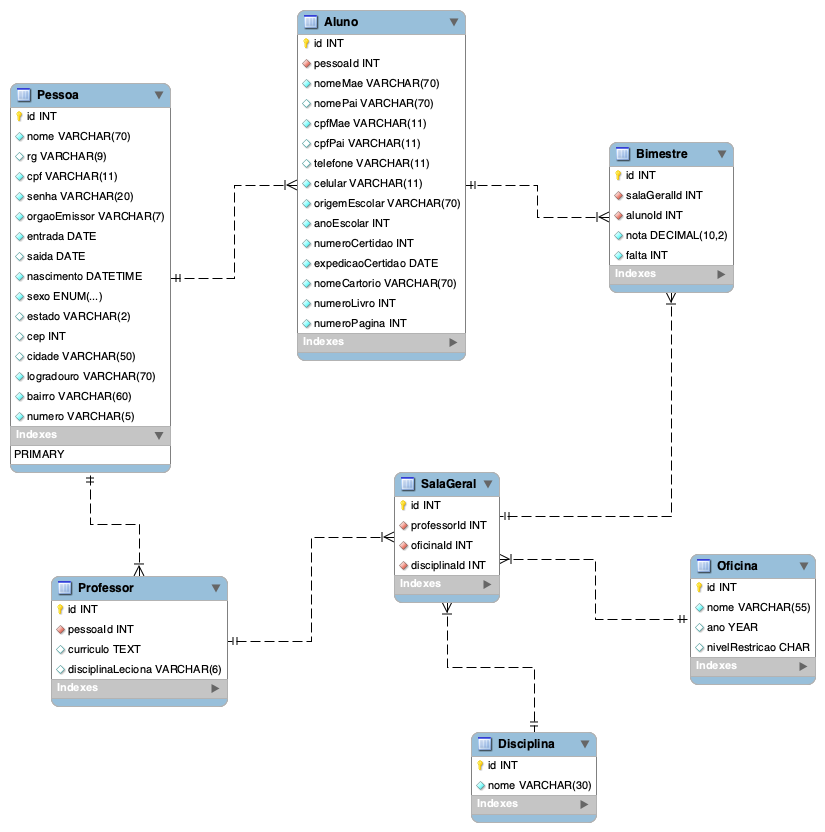 Aluno
id INT
pessoaId INT
nomeMae VARCHAR(70)
nomePai VARCHAR(70)
cpfMae VARCHAR(11)
cpfPai VARCHAR(11)
telefone VARCHAR(11)
celular VARCHAR(11)
origemEscolar VARCHAR(70)
anoEscolar INT
numeroCertidao INT
expedicaoCertidao DATE
nomeCartorio VARCHAR(70)
numeroLivro INT
numeroPagina INT
Indexes
Pessoa
id INT
nome VARCHAR(70)
rg VARCHAR(9)
cpf VARCHAR(11)
senha VARCHAR(20)
orgaoEmissor VARCHAR(7)
entrada DATE
saida DATE
nascimento DATETIME
sexo ENUM(...)
estado VARCHAR(2)
cep INT
cidade VARCHAR(50)
logradouro VARCHAR(70)
bairro VARCHAR(60)
numero VARCHAR(5)
Indexes
PRIMARY
Bimestre
id INT
salaGeralId INT
alunoId INT
nota DECIMAL(10,2)
falta INT
Indexes
SalaGeral
id INT
professorId INT
oficinaId INT
disciplinaId INT
Indexes
Professor
id INT
pessoaId INT
curriculo TEXT
disciplinaLeciona VARCHAR(6)
Indexes
Oficina
id INT
nome VARCHAR(55)
ano YEAR
nivelRestricao CHAR
Indexes
Disciplina
id INT
nome VARCHAR(30)
Indexes